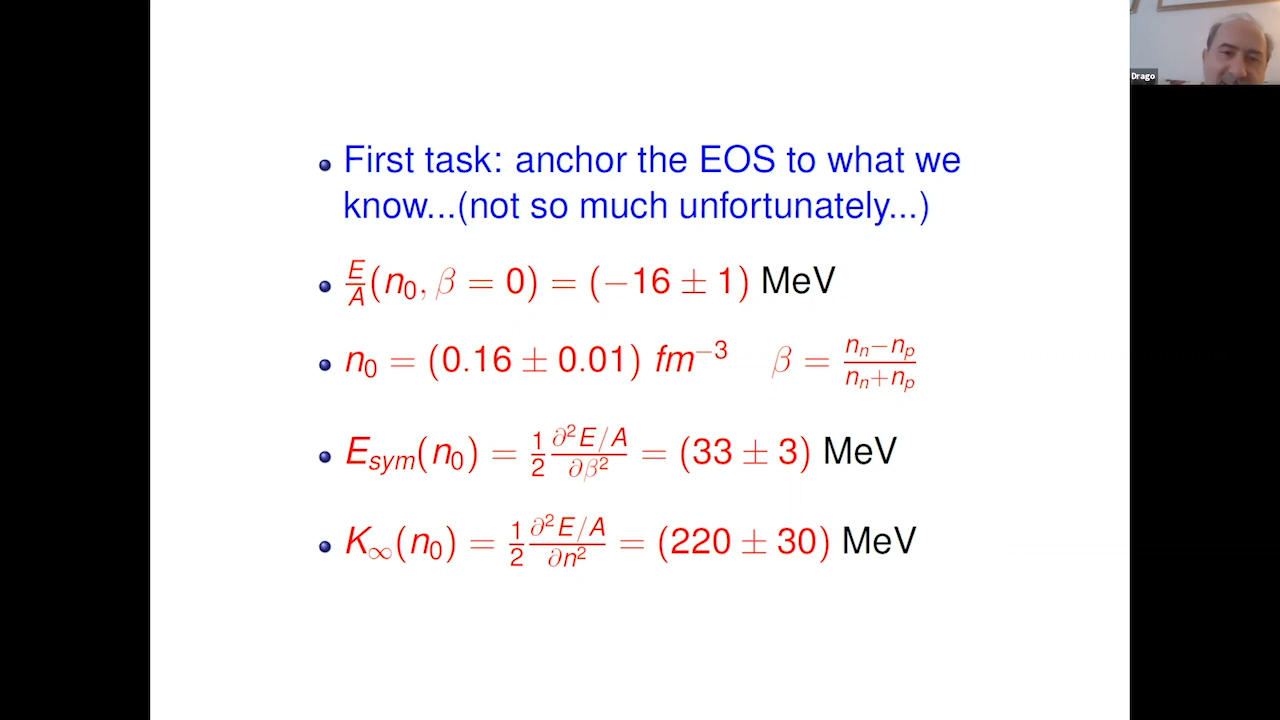 Drago
First task: anchor the EOS to what we
know...(not so much unfortunately...)
E/A (n₀, β = 0) = (−16 ± 1) MeV
n₀ = (0.16 ± 0.01) fm⁻³ β = (nₙ−nₚ)/(nₙ+nₚ)
E_sym(n₀) = 1/2 ∂²E/A / ∂β² = (33 ± 3) MeV
K_∞(n₀) = 1/2 ∂²E/A / ∂n² = (220 ± 30) MeV